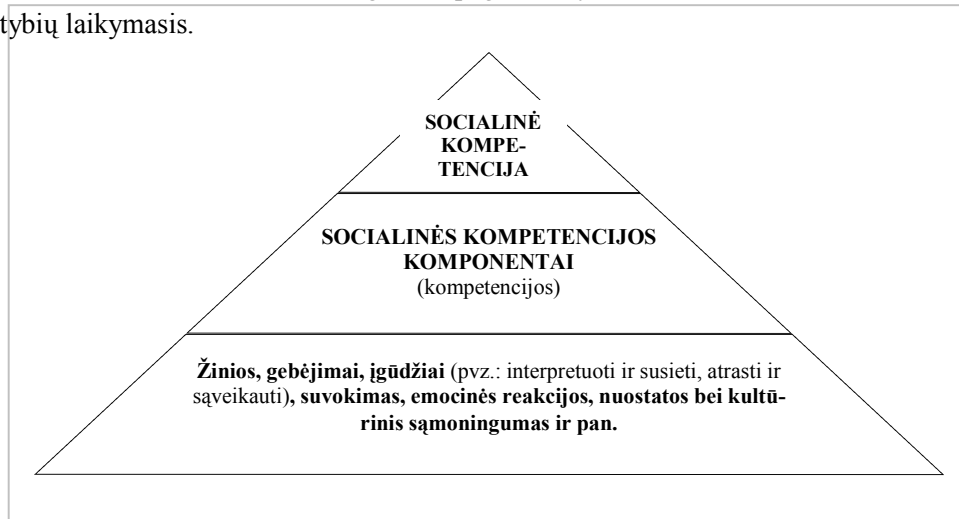 tybių laikymasis.
SOCIALINĖ
KOMPE-
TENCIJA
SOCIALINĖS KOMPETENCIJOS
KOMPONENTAI
(kompetencijos)
Žinios, gebėjimai, įgūdžiai (pvz.: interpretuoti ir susieti, atrasti ir
sąveikauti), suvokimas, emocinės reakcijos, nuostatos bei kultū-
rinis sąmoningumas ir pan.